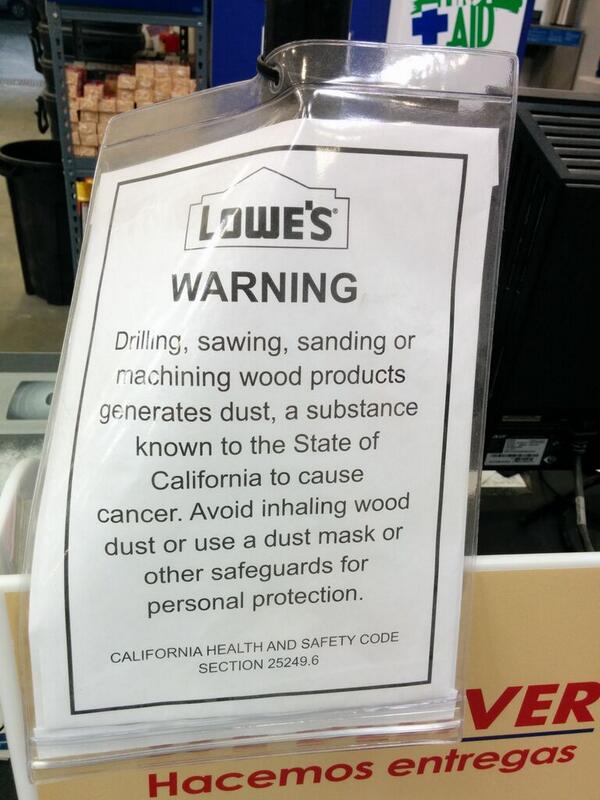 AID
LOWE'S®
WARNING
Drilling, sawing, sanding or
machining wood products
generates dust, a substance
known to the State of
California to cause
cancer. Avoid inhaling wood
dust or use a dust mask or
other safeguards for
personal protection.
CALIFORNIA HEALTH AND SAFETY CODE
SECTION 25249.6
VER
Hacemos entregas